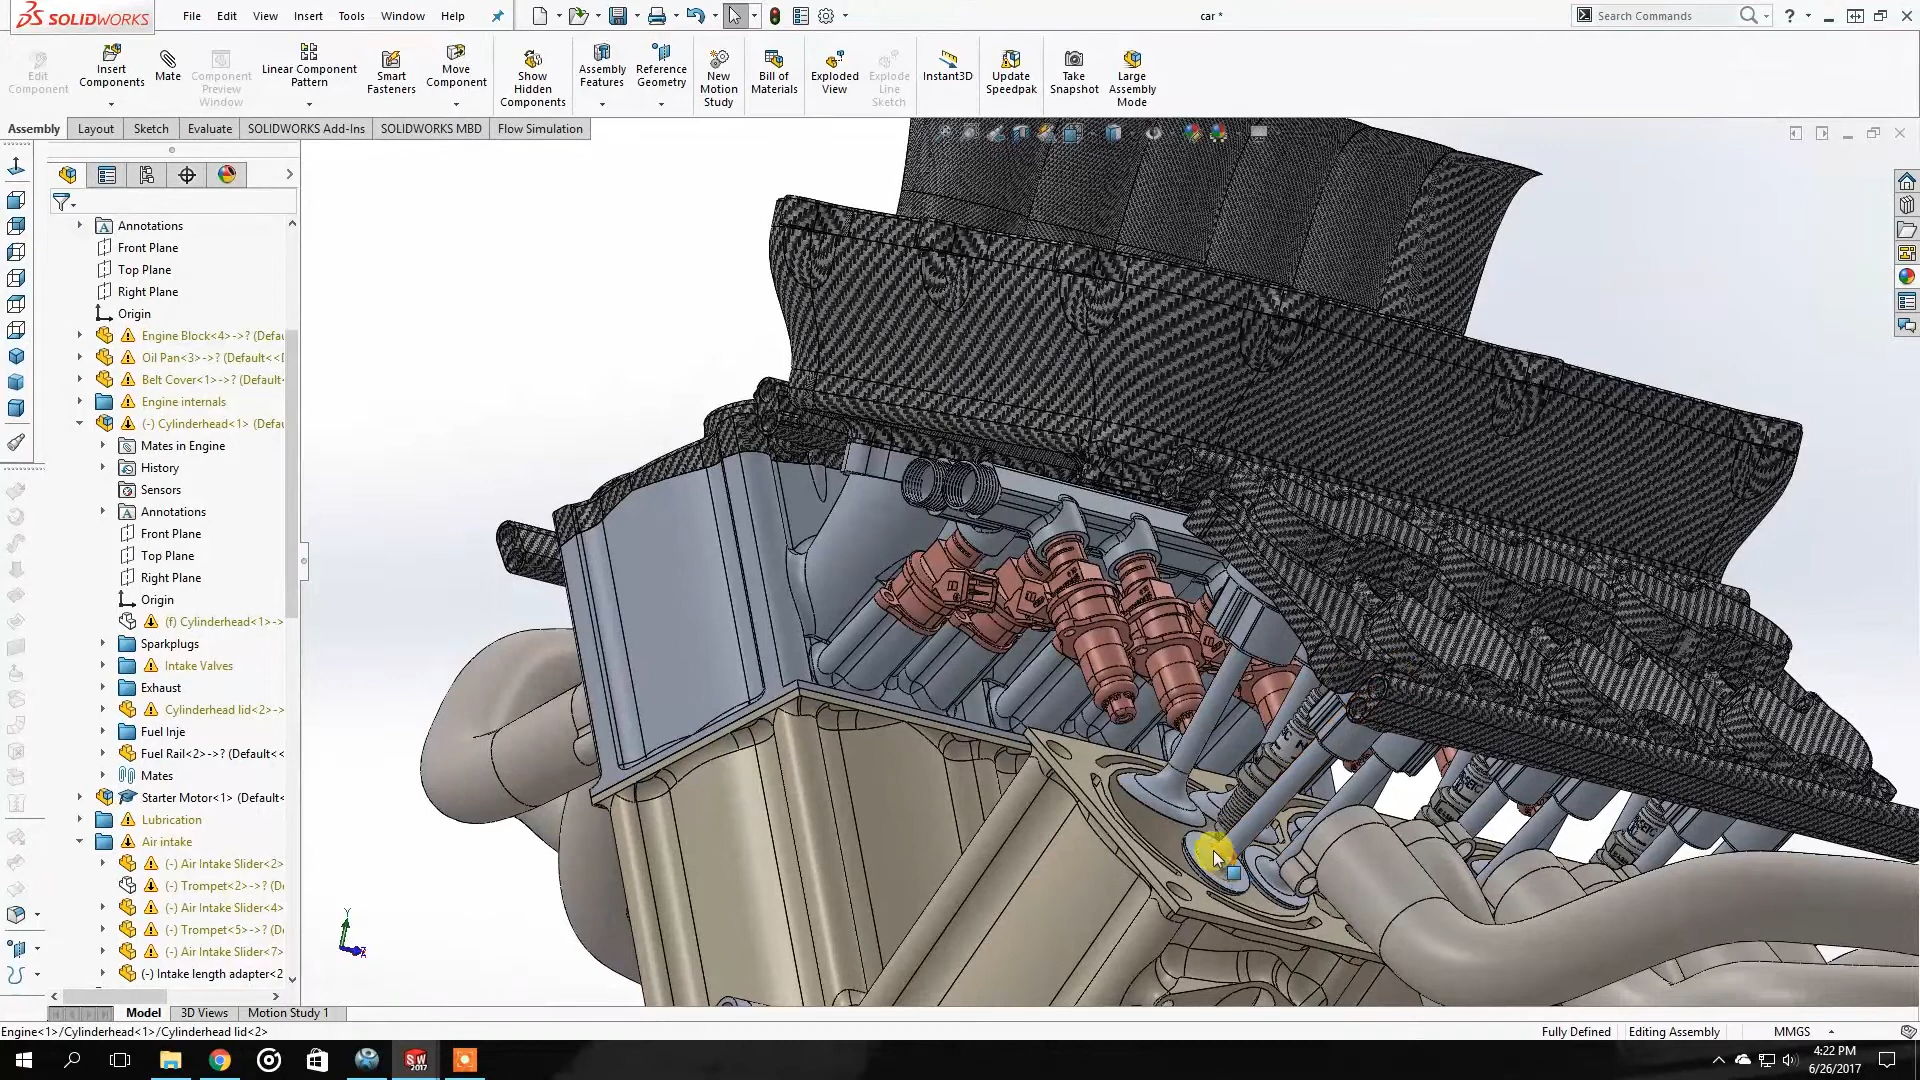 SOLIDWORKS
File Edit View Insert Tools Window Help
car *
Search Commands
Edit Component
Insert Components
Mate
Component Preview Window
Linear Component Pattern
Smart Fasteners
Move Component
Show Hidden Components
Assembly Features
Reference Geometry
New Motion Study
Bill of Materials
Exploded View
Explode Line Sketch
Instant3D
Update Speedpak
Take Snapshot
Large Assembly Mode
Assembly Layout Sketch Evaluate SOLIDWORKS Add-Ins SOLIDWORKS MBD Flow Simulation
Annotations
Front Plane
Top Plane
Right Plane
Origin
Engine Block<4>->? (Defau
Oil Pan<3>->? (Default<<D
Belt Cover<1>->? (Default<
Engine internals
(-) Cylinderhead<1> (Defau
Mates in Engine
History
Sensors
Annotations
Front Plane
Top Plane
Right Plane
Origin
(f) Cylinderhead<1>->
Sparkplugs
Intake Valves
Exhaust
Cylinderhead lid<2>->
Fuel Inje
Fuel Rail<2>->? (Default<<
Mates
Starter Motor<1> (Default<
Lubrication
Air intake
(-) Air Intake Slider<2>
(-) Trompet<2>->? (De
(-) Air Intake Slider<4>
(-) Trompet<5>->? (De
(-) Air Intake Slider<7>
(-) Intake length adapter<2
Model 3D Views Motion Study 1
Engine<1>/Cylinderhead<1>/Cylinderhead lid<2>
Fully Defined Editing Assembly MMGS
4:22 PM
6/26/2017